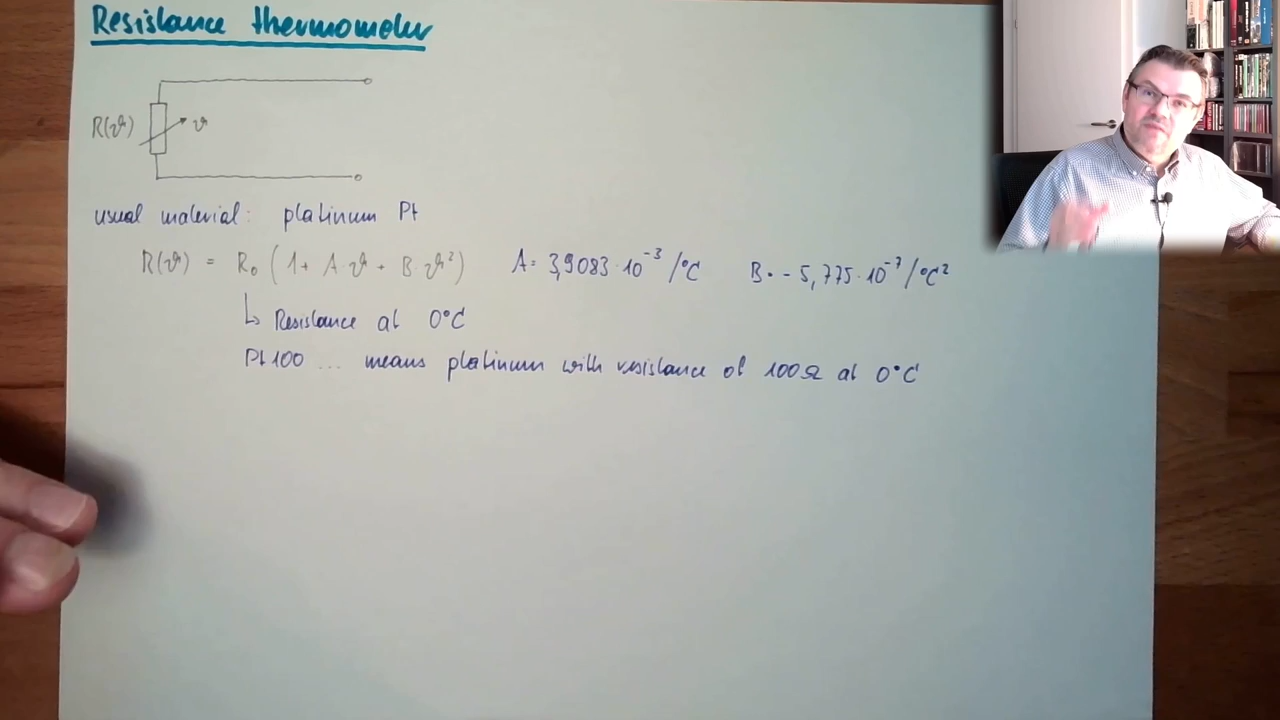 Resistance thermometer
R(ϑ) ϑ
usual material: platinum Pt
R(ϑ) = R₀ (1 + A·ϑ + B·ϑ²) A = 3,9083·10⁻³ /°C B = -5,775·10⁻⁷ /°C²
↳ Resistance at 0°C
Pt100 ... means platinum with resistance of 100Ω at 0°C